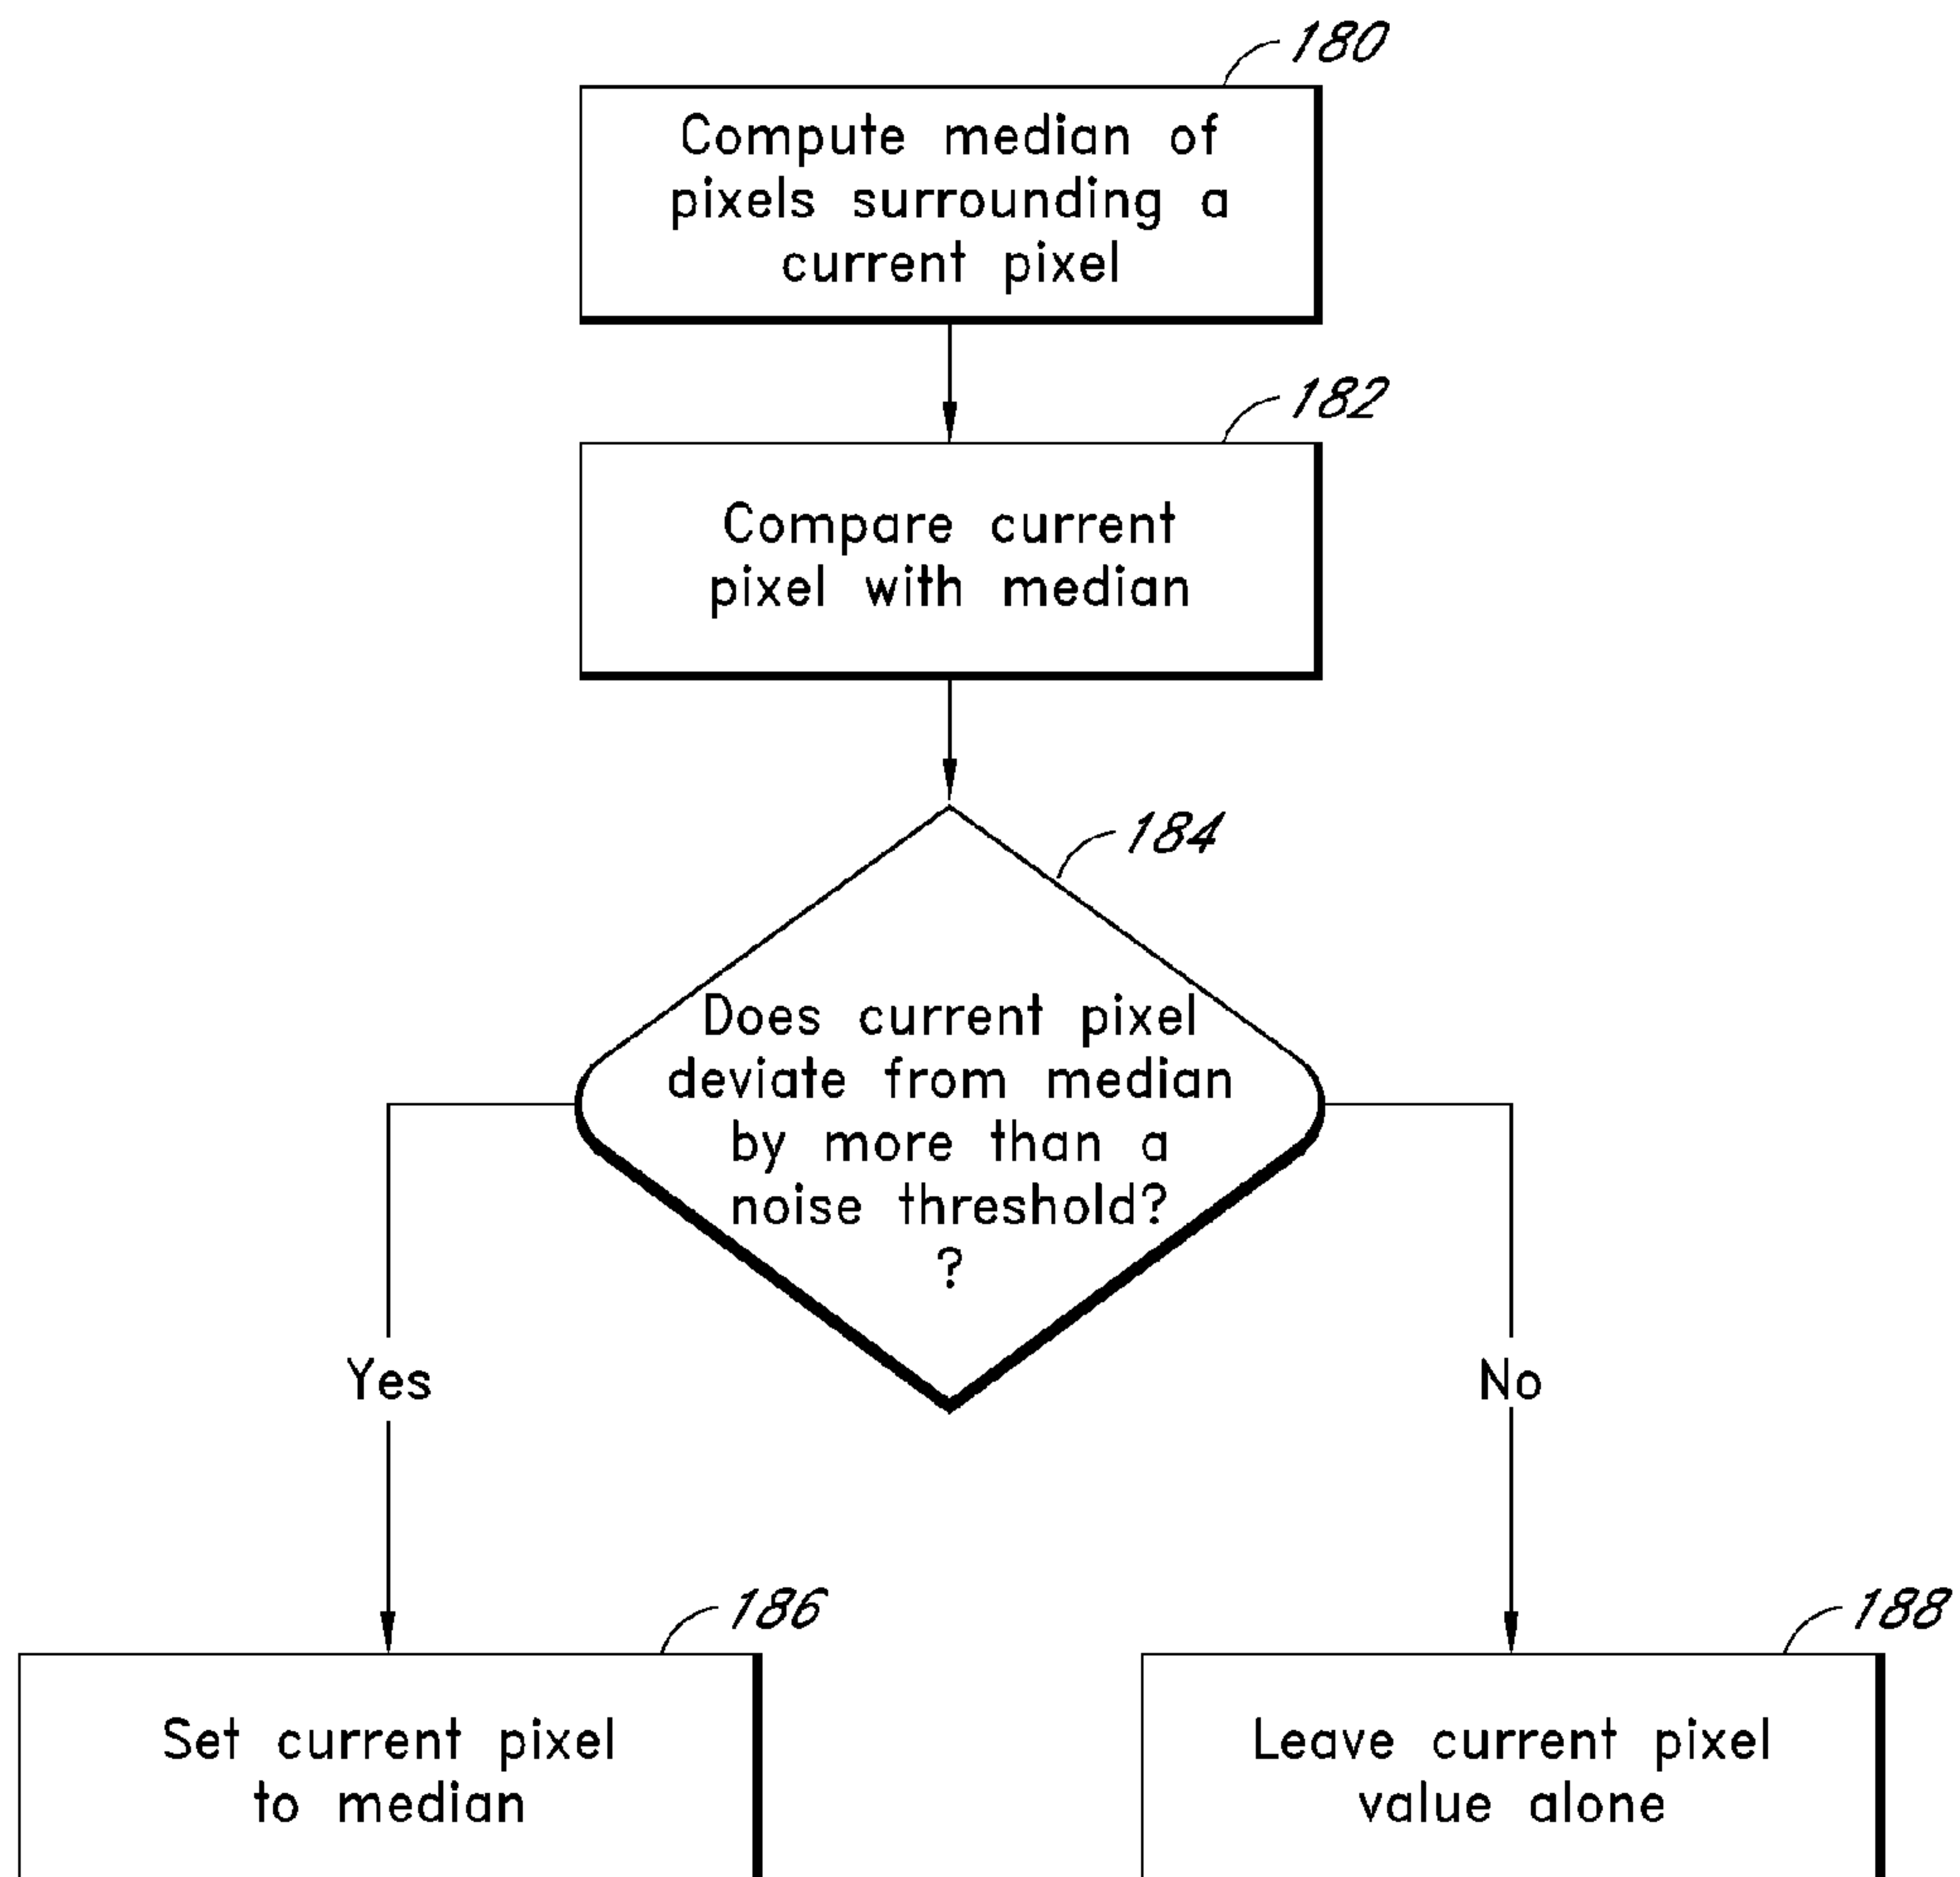 180
Compute median of
pixels surrounding a
current pixel
182
Compare current
pixel with median
184
Does current pixel
deviate from median
by more than a
noise threshold?
?
Yes
No
186
Set current pixel
to median
188
Leave current pixel
value alone